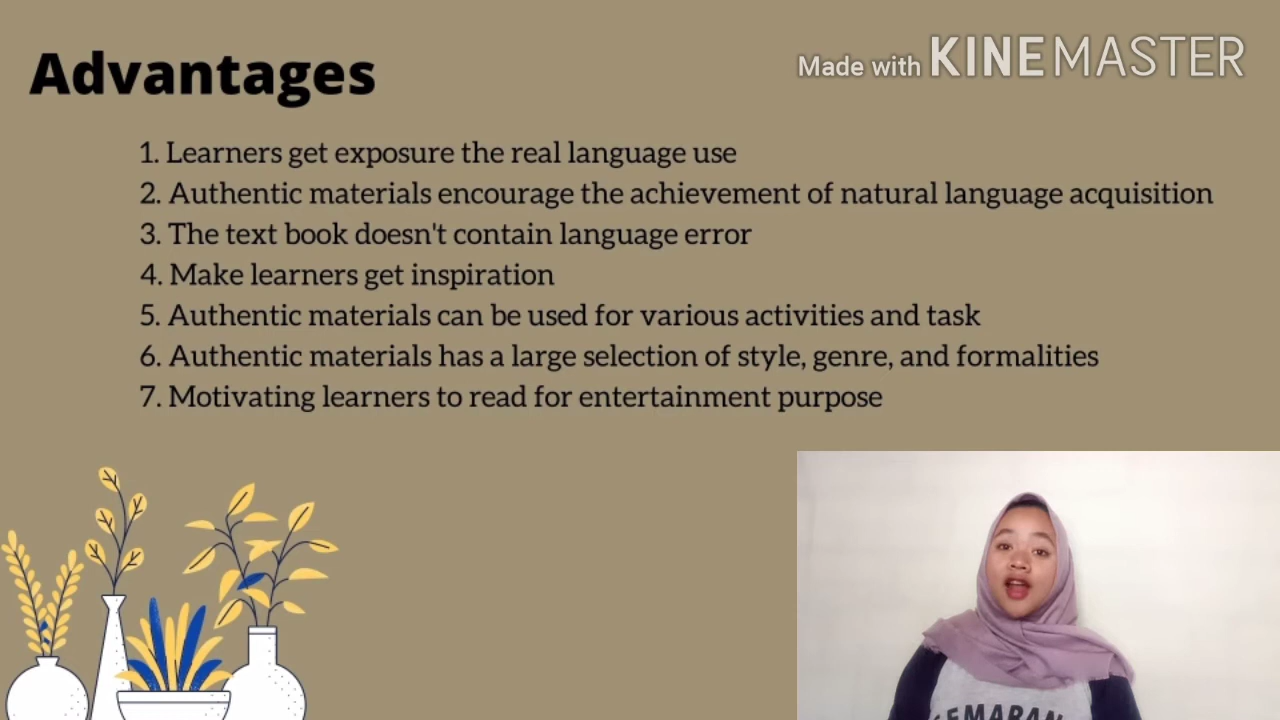 Advantages
Made with KINEMASTER
1. Learners get exposure the real language use
2. Authentic materials encourage the achievement of natural language acquisition
3. The text book doesn't contain language error
4. Make learners get inspiration
5. Authentic materials can be used for various activities and task
6. Authentic materials has a large selection of style, genre, and formalities
7. Motivating learners to read for entertainment purpose